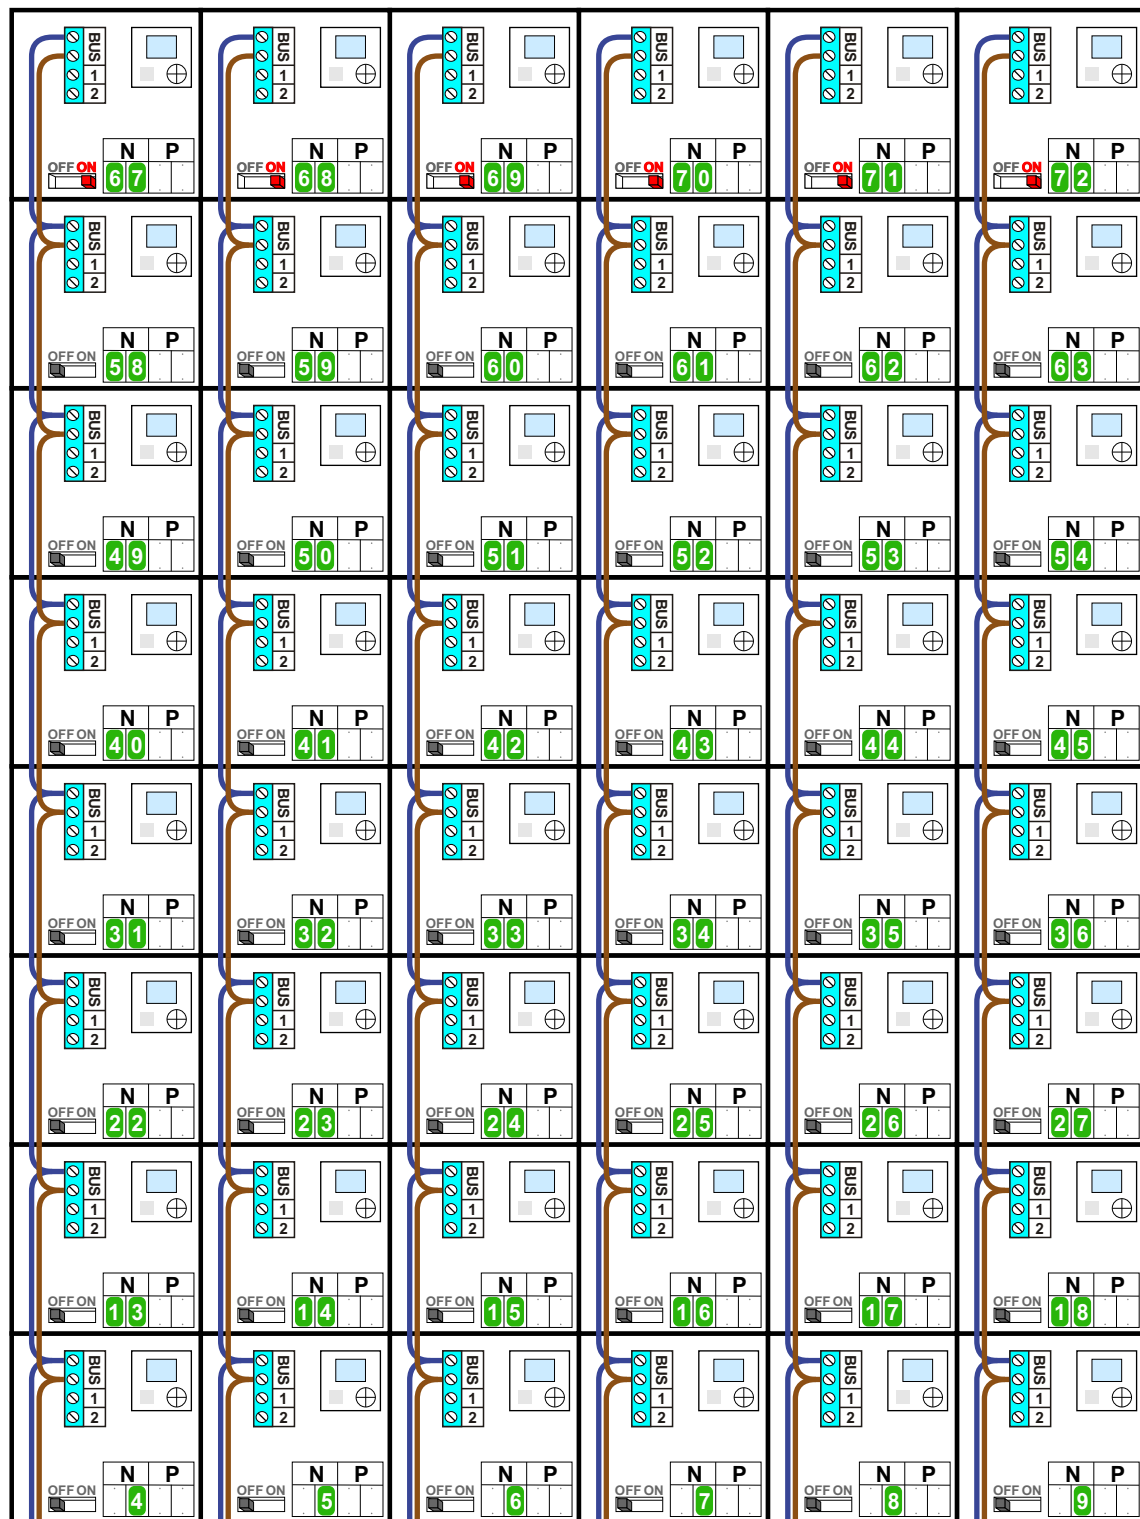 BUS 1 2 BUS 1 2 BUS 1 2 BUS 1 2 BUS 1 2 BUS 1 2
N P N P N P N P N P N P
OFF ON 67 OFF ON 68 OFF ON 69 OFF ON 70 OFF ON 71 OFF ON 72
BUS 1 2 BUS 1 2 BUS 1 2 BUS 1 2 BUS 1 2 BUS 1 2
N P N P N P N P N P N P
OFF ON 58 OFF ON 59 OFF ON 60 OFF ON 61 OFF ON 62 OFF ON 63
BUS 1 2 BUS 1 2 BUS 1 2 BUS 1 2 BUS 1 2 BUS 1 2
N P N P N P N P N P N P
OFF ON 49 OFF ON 50 OFF ON 51 OFF ON 52 OFF ON 53 OFF ON 54
BUS 1 2 BUS 1 2 BUS 1 2 BUS 1 2 BUS 1 2 BUS 1 2
N P N P N P N P N P N P
OFF ON 40 OFF ON 41 OFF ON 42 OFF ON 43 OFF ON 44 OFF ON 45
BUS 1 2 BUS 1 2 BUS 1 2 BUS 1 2 BUS 1 2 BUS 1 2
N P N P N P N P N P N P
OFF ON 31 OFF ON 32 OFF ON 33 OFF ON 34 OFF ON 35 OFF ON 36
BUS 1 2 BUS 1 2 BUS 1 2 BUS 1 2 BUS 1 2 BUS 1 2
N P N P N P N P N P N P
OFF ON 22 OFF ON 23 OFF ON 24 OFF ON 25 OFF ON 26 OFF ON 27
BUS 1 2 BUS 1 2 BUS 1 2 BUS 1 2 BUS 1 2 BUS 1 2
N P N P N P N P N P N P
OFF ON 13 OFF ON 14 OFF ON 15 OFF ON 16 OFF ON 17 OFF ON 18
BUS 1 2 BUS 1 2 BUS 1 2 BUS 1 2 BUS 1 2 BUS 1 2
N P N P N P N P N P N P
OFF ON 4 OFF ON 5 OFF ON 6 OFF ON 7 OFF ON 8 OFF ON 9